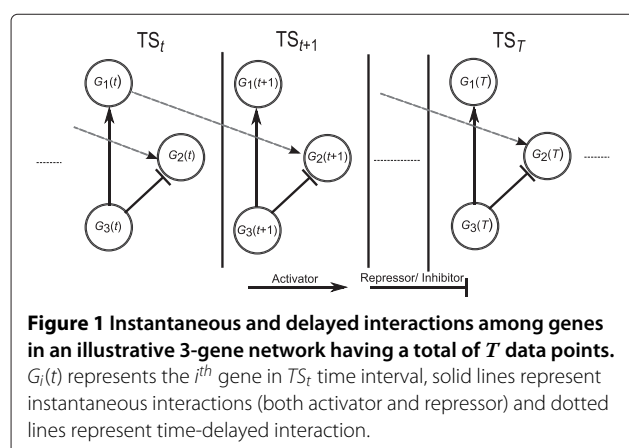 TSt TSt+1 TST
G1(t) G1(t+1) G1(T)
G2(t) G2(t+1) G2(T)
G3(t) G3(t+1) G3(T)
Activator Repressor/ Inhibitor
Figure 1 Instantaneous and delayed interactions among genes
in an illustrative 3-gene network having a total of T data points.
Gi(t) represents the ith gene in TSt time interval, solid lines represent
instantaneous interactions (both activator and repressor) and dotted
lines represent time-delayed interaction.